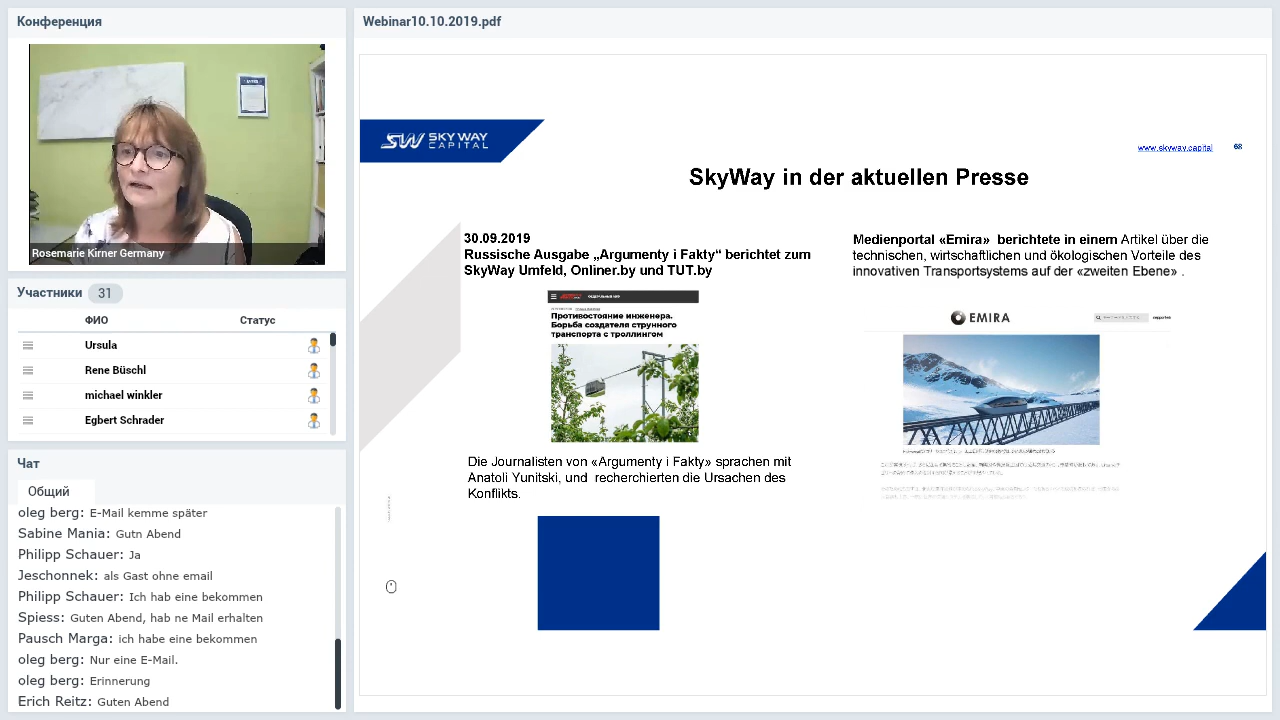 Конференция
Rosemarie Kirner Germany
Участники 31
ФИО Статус
Ursula
Rene Büschl
michael winkler
Egbert Schrader
Чат
Общий
oleg berg: E-Mail kemme später
Sabine Mania: Gutn Abend
Philipp Schauer: Ja
Jeschonnek: als Gast ohne email
Philipp Schauer: Ich hab eine bekommen
Spiess: Guten Abend, hab ne Mail erhalten
Pausch Marga: ich habe eine bekommen
oleg berg: Nur eine E-Mail.
oleg berg: Erinnerung
Erich Reitz: Guten Abend
Webinar10.10.2019.pdf
SW SKY WAY
CAPITAL
www.skyway.capital 68
SkyWay in der aktuellen Presse
30.09.2019
Russische Ausgabe „Argumenty i Fakty“ berichtet zum
SkyWay Umfeld, Onliner.by und TUT.by
Противостояние инженера.
Борьба создателя струнного
транспорта с троллингом
Die Journalisten von «Argumenty i Fakty» sprachen mit
Anatoli Yunitski, und recherchierten die Ursachen des
Konflikts.
Medienportal «Emira» berichtete in einem Artikel über die
technischen, wirtschaftlichen und ökologischen Vorteile des
innovativen Transportsystems auf der «zweiten Ebene» .
EMIRA